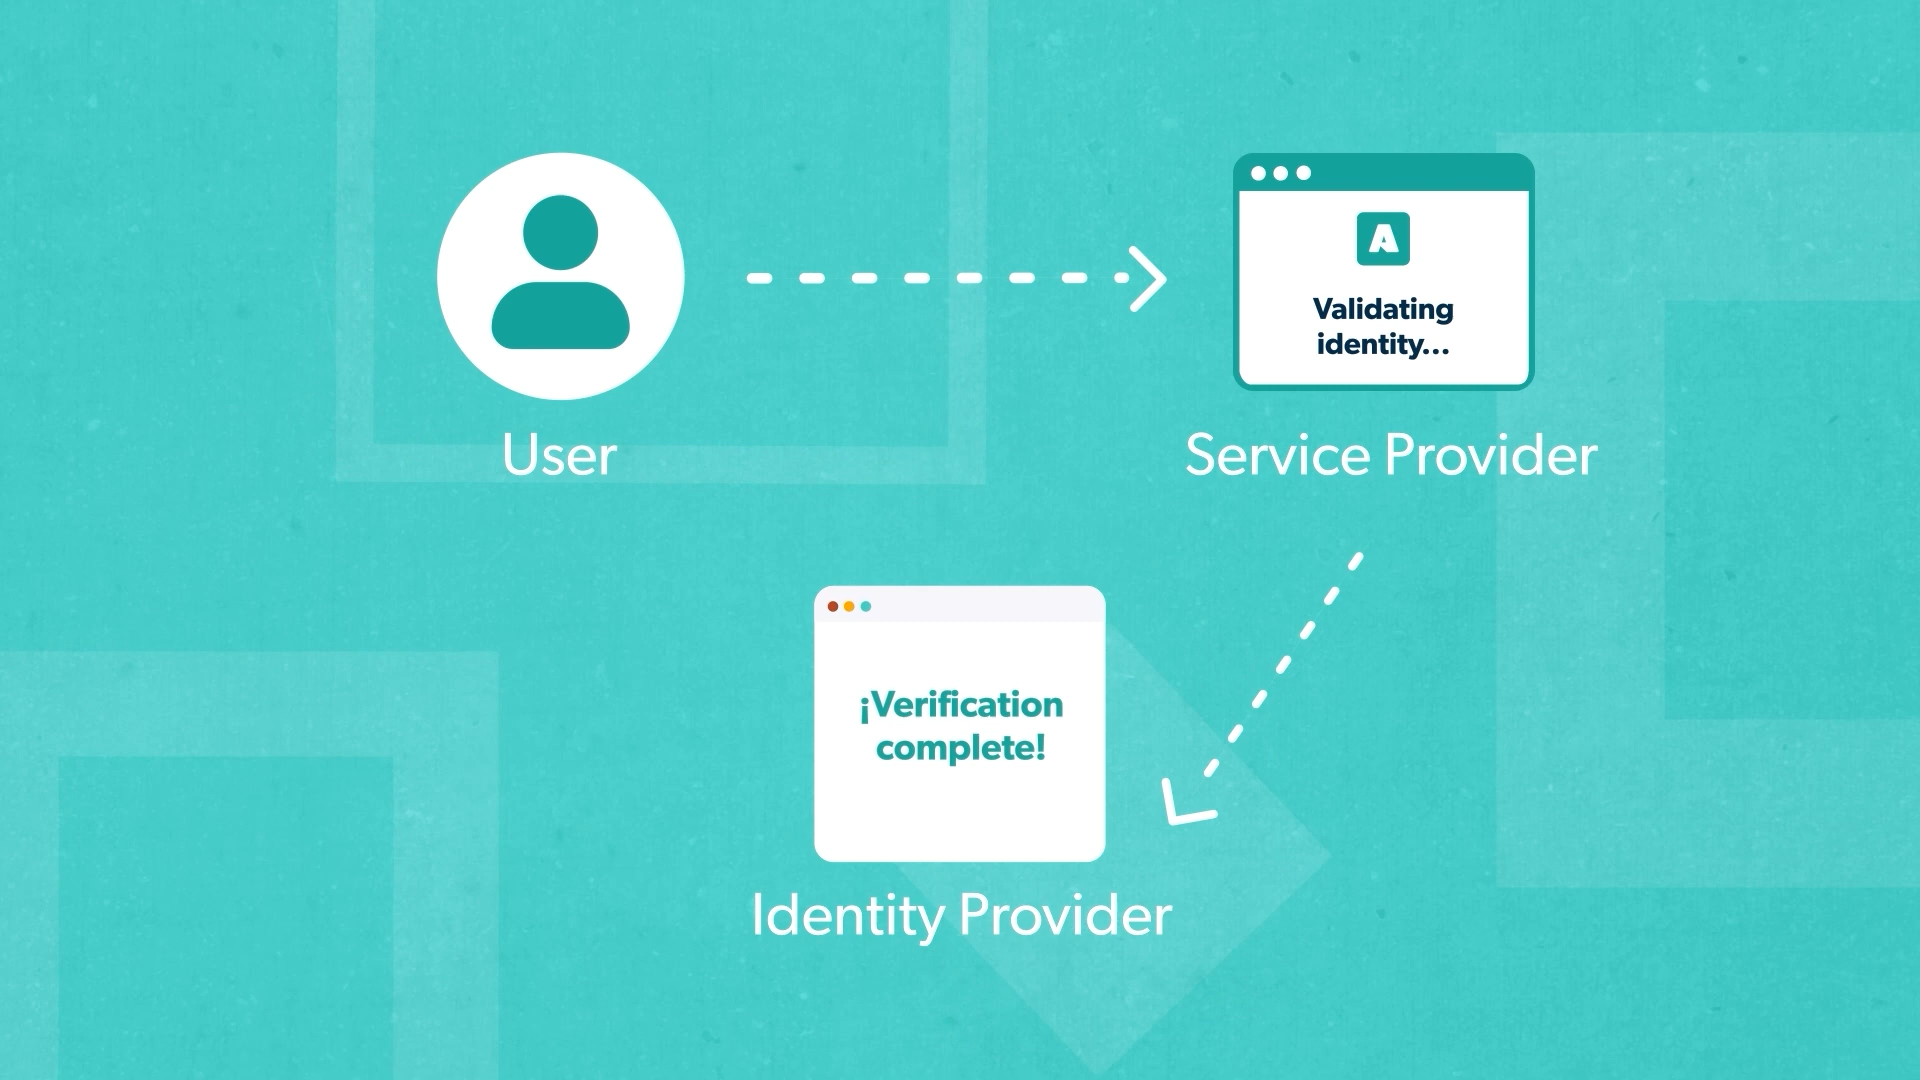 A
Validating
identity...
User
Service Provider
¡Verification
complete!
Identity Provider